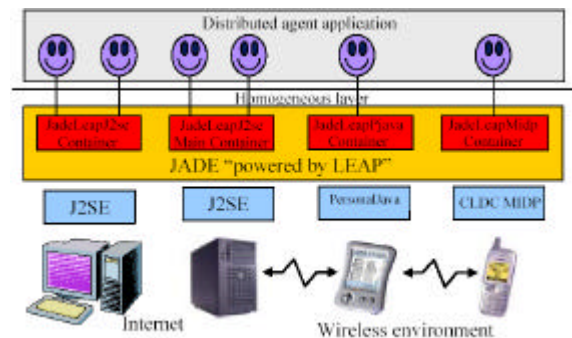 Distributed agent application
Homogeneous layer
JadeLeapJ2se Container
JadeLeapJ2se Main Container
JadeLeapPjava Container
JadeLeapMidp Container
JADE “powered by LEAP”
J2SE
J2SE
PersonalJava
CLDC MIDP
Internet
Wireless environment